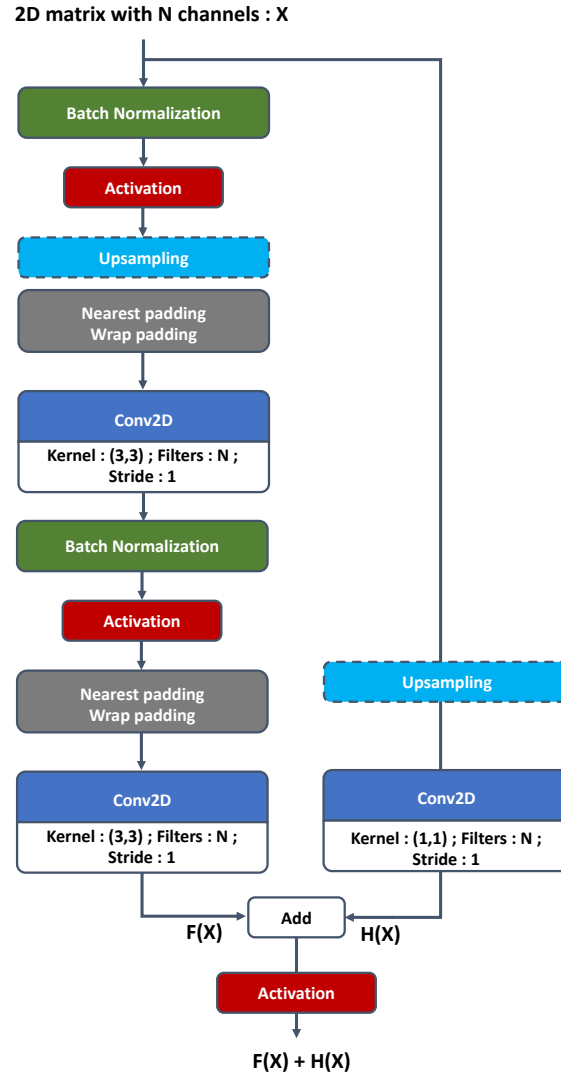 2D matrix with N channels : X
Batch Normalization
Activation
Upsampling
Nearest padding
Wrap padding
Conv2D
Kernel : (3,3) ; Filters : N ;
Stride : 1
Batch Normalization
Activation
Nearest padding
Wrap padding
Conv2D
Kernel : (3,3) ; Filters : N ;
Stride : 1
Upsampling
Conv2D
Kernel : (1,1) ; Filters : N ;
Stride : 1
F(X)
Add
H(X)
Activation
F(X) + H(X)